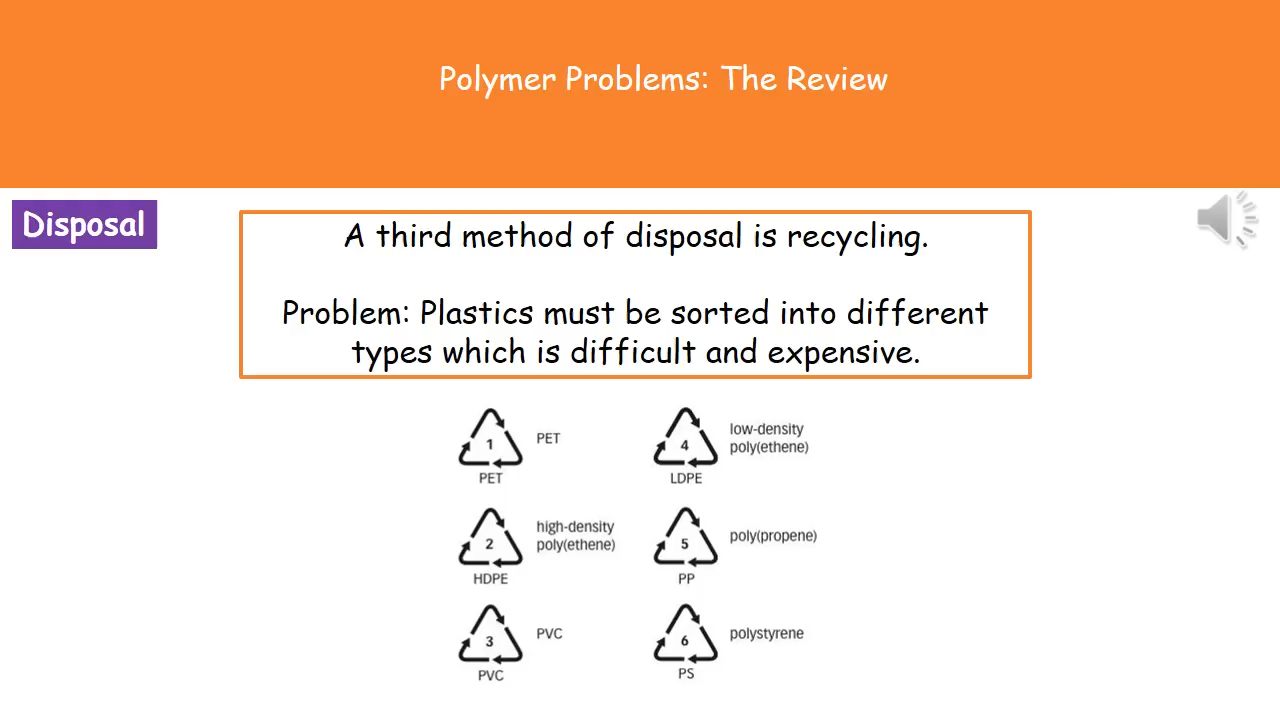 Polymer Problems: The Review
Disposal
A third method of disposal is recycling.
Problem: Plastics must be sorted into different
types which is difficult and expensive.
1
PET
PET
4
low-density
poly(ethene)
LDPE
2
high-density
poly(ethene)
HDPE
5
poly(propene)
PP
3
PVC
PVC
6
polystyrene
PS